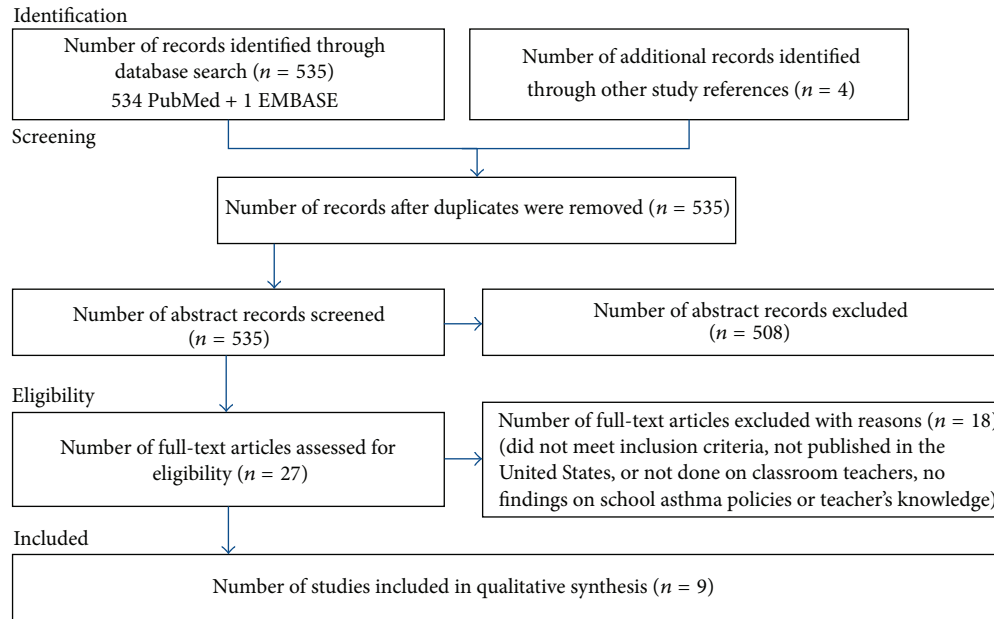 Identification
Number of records identified through
database search (n = 535)
534 PubMed + 1 EMBASE
Number of additional records identified
through other study references (n = 4)
Screening
Number of records after duplicates were removed (n = 535)
Number of abstract records screened
(n = 535)
Number of abstract records excluded
(n = 508)
Eligibility
Number of full-text articles assessed for
eligibility (n = 27)
Number of full-text articles excluded with reasons (n = 18)
(did not meet inclusion criteria, not published in the
United States, or not done on classroom teachers, no
findings on school asthma policies or teacher’s knowledge)
Included
Number of studies included in qualitative synthesis (n = 9)